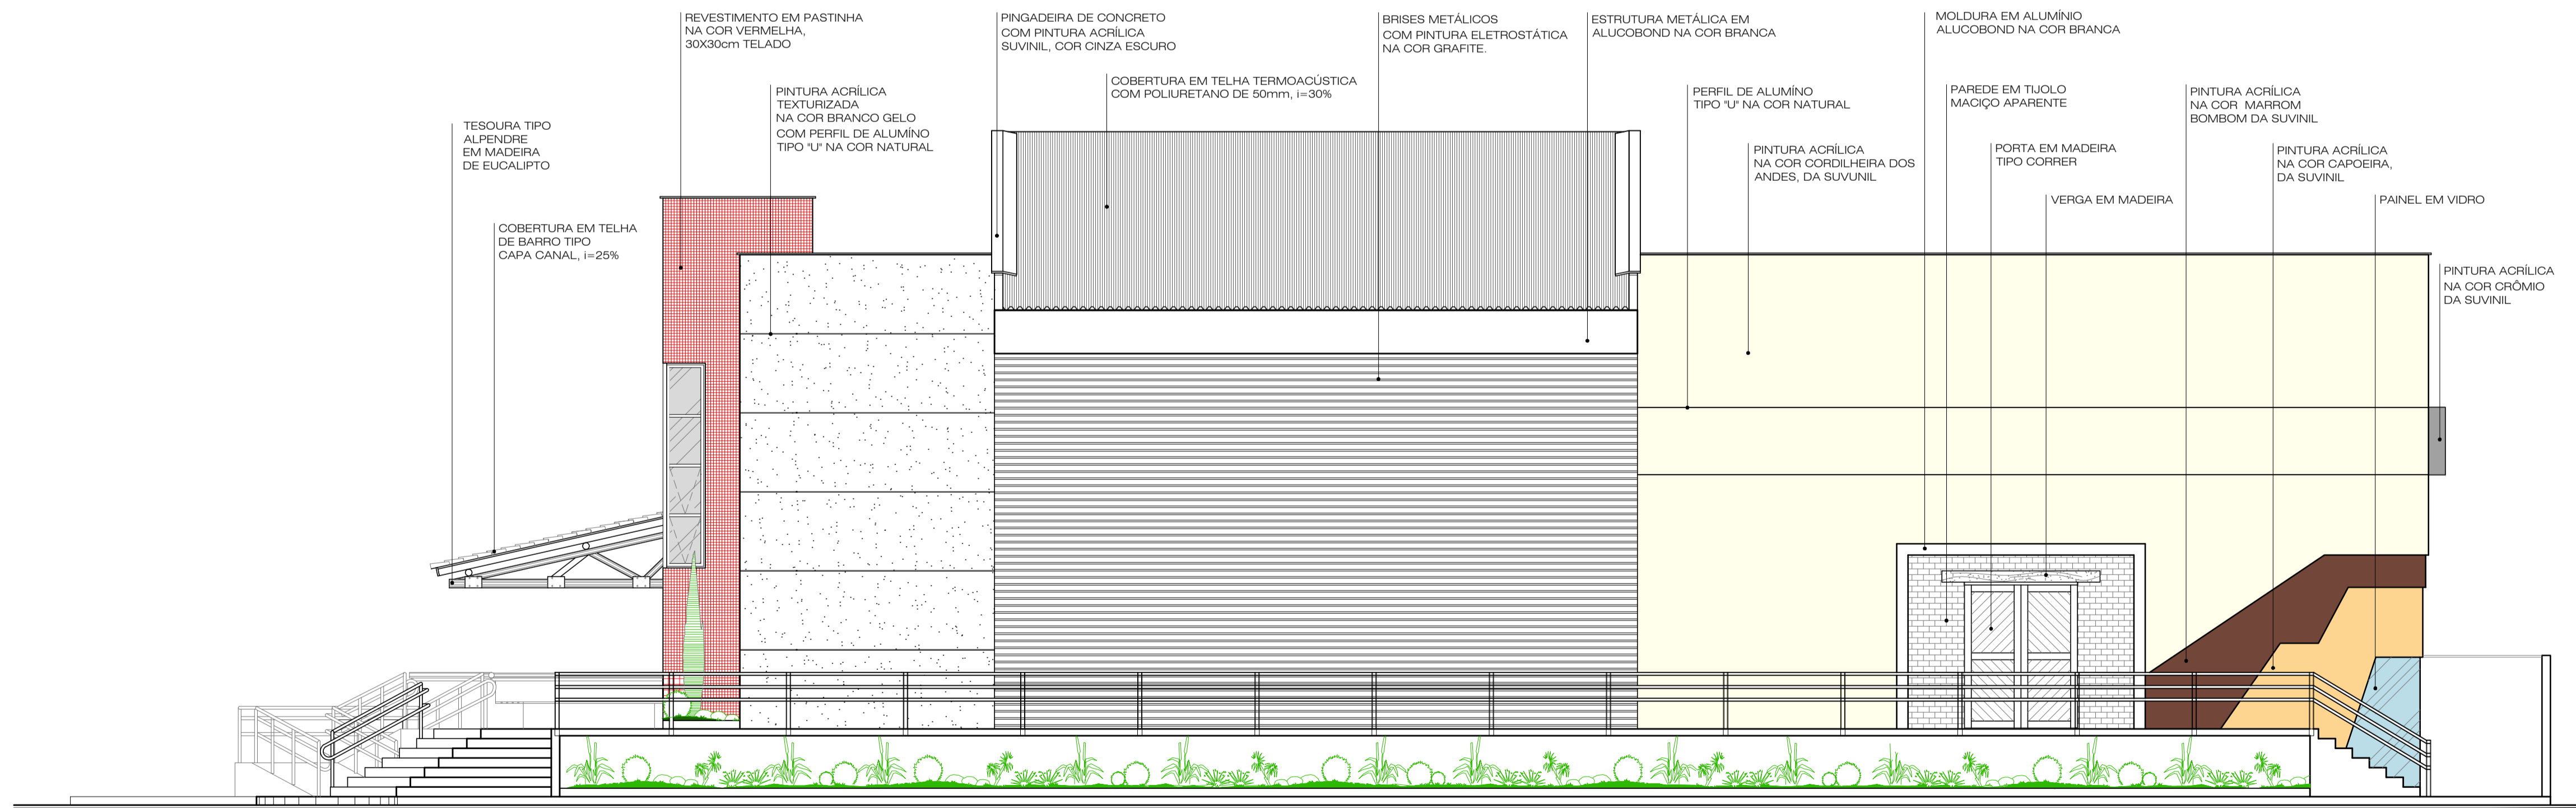 REVESTIMENTO EM PASTINHA
NA COR VERMELHA,
30X30cm TELADO
PINGADEIRA DE CONCRETO
COM PINTURA ACRÍLICA
SUVINIL, COR CINZA ESCURO
BRISES METÁLICOS
COM PINTURA ELETROSTÁTICA
NA COR GRAFITE.
ESTRUTURA METÁLICA EM
ALUCOBOND NA COR BRANCA
MOLDURA EM ALUMÍNIO
ALUCOBOND NA COR BRANCA
COBERTURA EM TELHA TERMOACÚSTICA
COM POLIURETANO DE 50mm, i=30%
PINTURA ACRÍLICA
TEXTURIZADA
NA COR BRANCO GELO
COM PERFIL DE ALUMÍNO
TIPO "U" NA COR NATURAL
PERFIL DE ALUMÍNO
TIPO "U" NA COR NATURAL
PAREDE EM TIJOLO
MACIÇO APARENTE
PINTURA ACRÍLICA
NA COR MARROM
BOMBOM DA SUVINIL
TESOURA TIPO
ALPENDRE
EM MADEIRA
DE EUCALIPTO
PINTURA ACRÍLICA
NA COR CORDILHEIRA DOS
ANDES, DA SUVUNIL
PORTA EM MADEIRA
TIPO CORRER
PINTURA ACRÍLICA
NA COR CAPOEIRA,
DA SUVINIL
VERGA EM MADEIRA
PAINEL EM VIDRO
COBERTURA EM TELHA
DE BARRO TIPO
CAPA CANAL, i=25%
PINTURA ACRÍLICA
NA COR CRÔMIO
DA SUVINIL